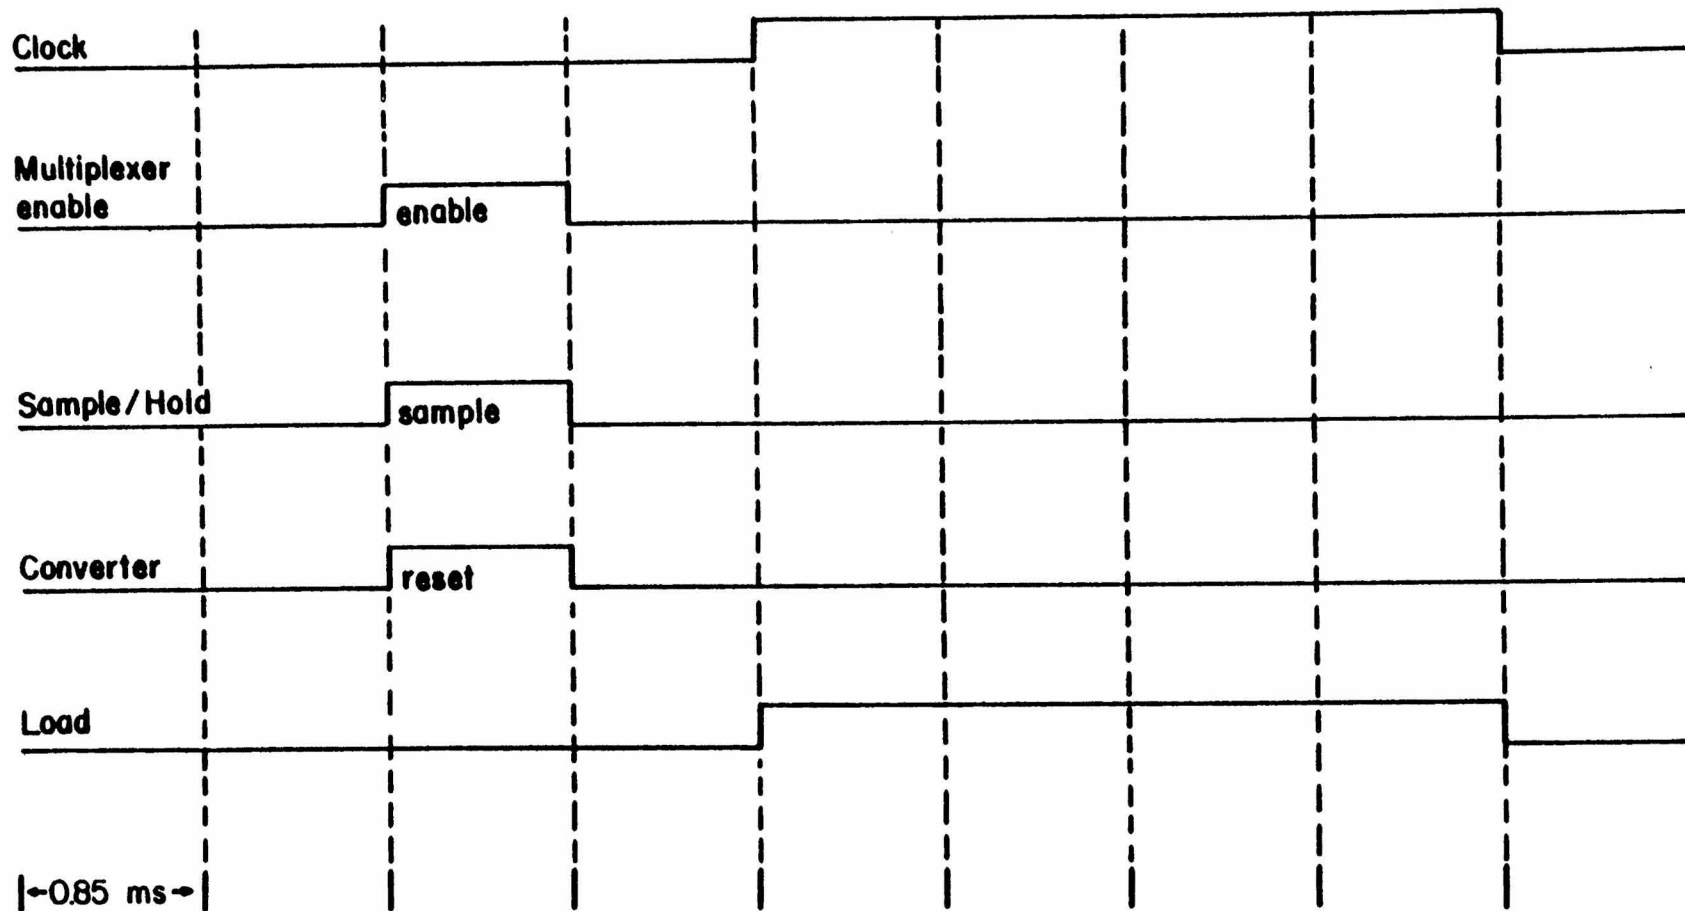 Clock
Multiplexer
enable
enable
Sample/Hold
sample
Converter
reset
Load
0.85 ms